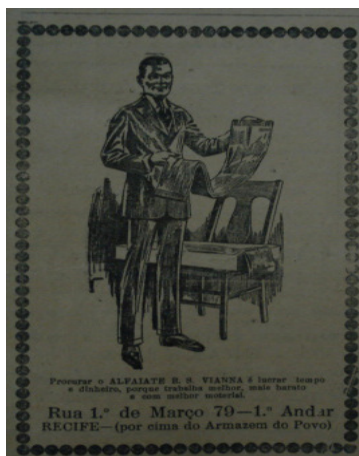 Procurar o ALFAIATE E. S. VIANNA é lucrar tempo
e dinheiro, porque trabalha melhor, mais barato
e com melhor material.
Rua 1.º de Março 79—1.º Andar
RECIFE—(por cima do Armazem do Povo)